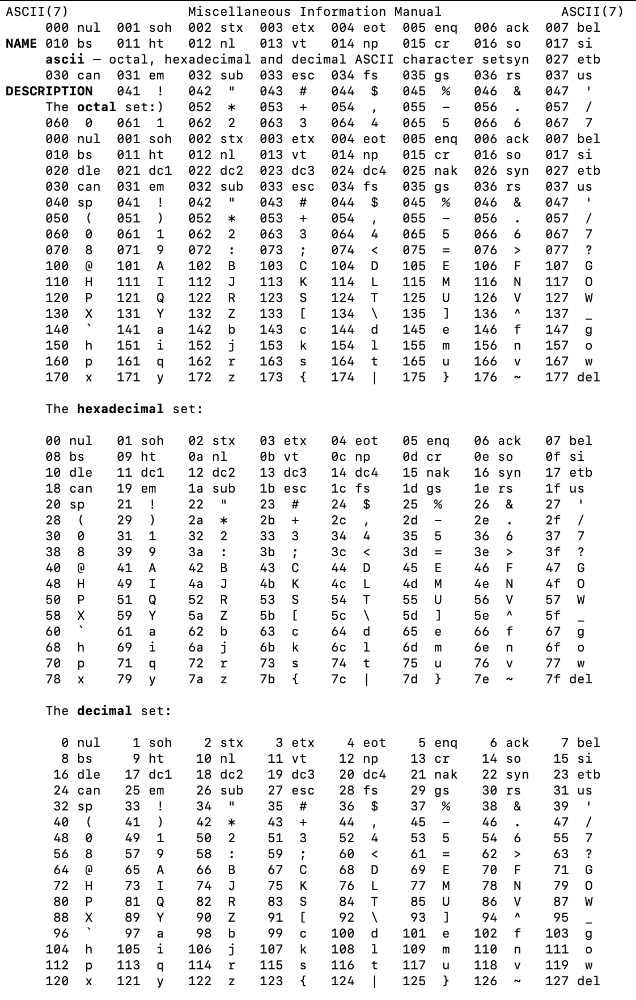 ASCII(7)                Miscellaneous Information Manual                ASCII(7)
     000 nul  001 soh  002 stx  003 etx  004 eot  005 enq  006 ack  007 bel
NAME 010 bs   011 ht   012 nl   013 vt   014 np   015 cr   016 so   017 si
     ascii — octal, hexadecimal and decimal ASCII character setsyn  027 etb
     030 can  031 em   032 sub  033 esc  034 fs   035 gs   036 rs   037 us
DESCRIPTION   041  !   042  "   043  #   044  $   045  %   046  &   047  '
     The octal set:)   052  *   053  +   054  ,   055  -   056  .   057  /
     060  0   061  1   062  2   063  3   064  4   065  5   066  6   067  7
     000 nul  001 soh  002 stx  003 etx  004 eot  005 enq  006 ack  007 bel
     010 bs   011 ht   012 nl   013 vt   014 np   015 cr   016 so   017 si
     020 dle  021 dc1  022 dc2  023 dc3  024 dc4  025 nak  026 syn  027 etb
     030 can  031 em   032 sub  033 esc  034 fs   035 gs   036 rs   037 us
     040 sp   041  !   042  "   043  #   044  $   045  %   046  &   047  '
     050  (   051  )   052  *   053  +   054  ,   055  -   056  .   057  /
     060  0   061  1   062  2   063  3   064  4   065  5   066  6   067  7
     070  8   071  9   072  :   073  ;   074  <   075  =   076  >   077  ?
     100  @   101  A   102  B   103  C   104  D   105  E   106  F   107  G
     110  H   111  I   112  J   113  K   114  L   115  M   116  N   117  O
     120  P   121  Q   122  R   123  S   124  T   125  U   126  V   127  W
     130  X   131  Y   132  Z   133  [   134  \   135  ]   136  ^   137  _
     140  `   141  a   142  b   143  c   144  d   145  e   146  f   147  g
     150  h   151  i   152  j   153  k   154  l   155  m   156  n   157  o
     160  p   161  q   162  r   163  s   164  t   165  u   166  v   167  w
     170  x   171  y   172  z   173  {   174  |   175  }   176  ~   177 del

     The hexadecimal set:

     00 nul   01 soh   02 stx   03 etx   04 eot   05 enq   06 ack   07 bel
     08 bs    09 ht    0a nl    0b vt    0c np    0d cr    0e so    0f si
     10 dle   11 dc1   12 dc2   13 dc3   14 dc4   15 nak   16 syn   17 etb
     18 can   19 em    1a sub   1b esc   1c fs    1d gs    1e rs    1f us
     20 sp    21  !    22  "    23  #    24  $    25  %    26  &    27  '
     28  (    29  )    2a  *    2b  +    2c  ,    2d  -    2e  .    2f  /
     30  0    31  1    32  2    33  3    34  4    35  5    36  6    37  7
     38  8    39  9    3a  :    3b  ;    3c  <    3d  =    3e  >    3f  ?
     40  @    41  A    42  B    43  C    44  D    45  E    46  F    47  G
     48  H    49  I    4a  J    4b  K    4c  L    4d  M    4e  N    4f  O
     50  P    51  Q    52  R    53  S    54  T    55  U    56  V    57  W
     58  X    59  Y    5a  Z    5b  [    5c  \    5d  ]    5e  ^    5f  _
     60  `    61  a    62  b    63  c    64  d    65  e    66  f    67  g
     68  h    69  i    6a  j    6b  k    6c  l    6d  m    6e  n    6f  o
     70  p    71  q    72  r    73  s    74  t    75  u    76  v    77  w
     78  x    79  y    7a  z    7b  {    7c  |    7d  }    7e  ~    7f del

     The decimal set:

       0 nul    1 soh    2 stx    3 etx    4 eot    5 enq    6 ack    7 bel
       8 bs     9 ht    10 nl    11 vt    12 np    13 cr    14 so    15 si
      16 dle   17 dc1   18 dc2   19 dc3   20 dc4   21 nak   22 syn   23 etb
      24 can   25 em    26 sub   27 esc   28 fs    29 gs    30 rs    31 us
      32 sp    33  !    34  "    35  #    36  $    37  %    38  &    39  '
      40  (    41  )    42  *    43  +    44  ,    45  -    46  .    47  /
      48  0    49  1    50  2    51  3    52  4    53  5    54  6    55  7
      56  8    57  9    58  :    59  ;    60  <    61  =    62  >    63  ?
      64  @    65  A    66  B    67  C    68  D    69  E    70  F    71  G
      72  H    73  I    74  J    75  K    76  L    77  M    78  N    79  O
      80  P    81  Q    82  R    83  S    84  T    85  U    86  V    87  W
      88  X    89  Y    90  Z    91  [    92  \    93  ]    94  ^    95  _
      96  `    97  a    98  b    99  c   100  d   101  e   102  f   103  g
     104  h   105  i   106  j   107  k   108  l   109  m   110  n   111  o
     112  p   113  q   114  r   115  s   116  t   117  u   118  v   119  w
     120  x   121  y   122  z   123  {   124  |   125  }   126  ~   127 del